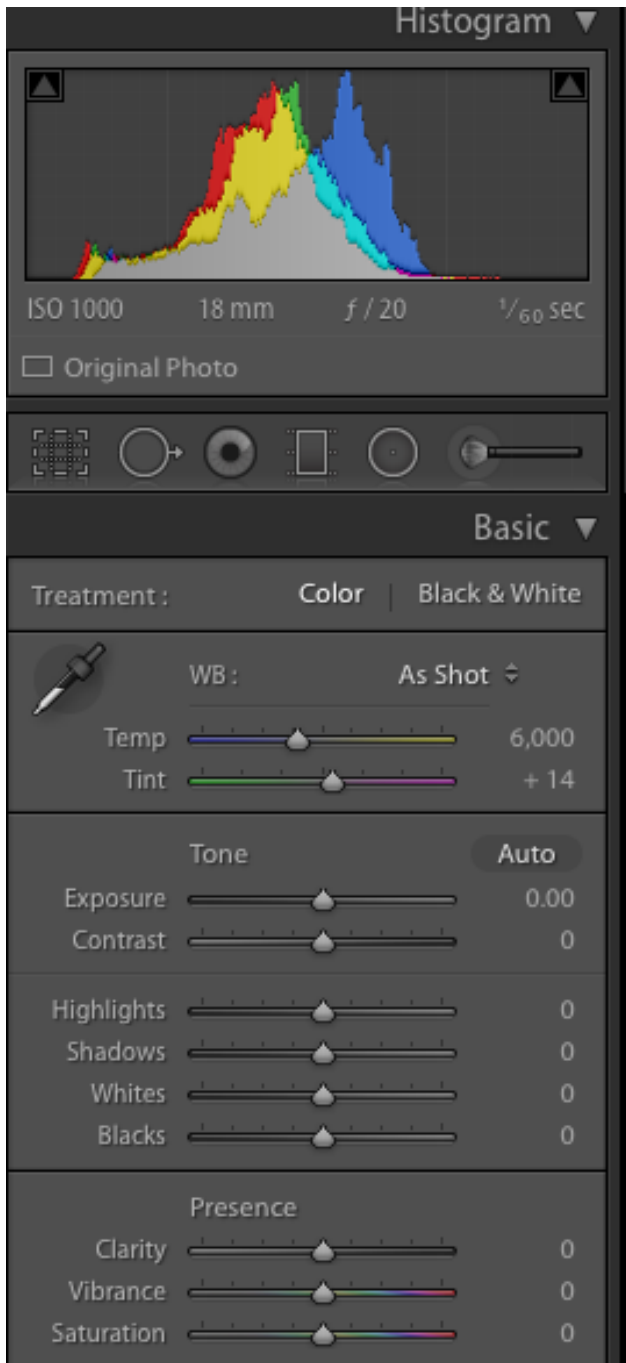 Histogram
ISO 1000 18 mm ƒ / 20 1/60 sec
Original Photo
Basic
Treatment : Color | Black & White
WB : As Shot
Temp 6,000
Tint + 14
Tone Auto
Exposure 0.00
Contrast 0
Highlights 0
Shadows 0
Whites 0
Blacks 0
Presence
Clarity 0
Vibrance 0
Saturation 0